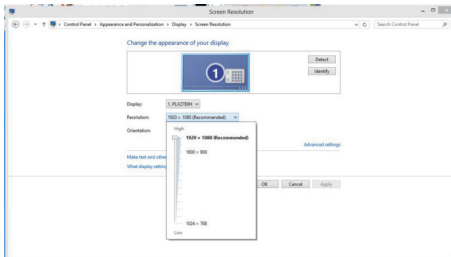 Screen Resolution
Control Panel › Appearance and Personalization › Display › Screen Resolution
Search Control Panel
Change the appearance of your display
1
Detect
Identify
Display: 1. PLX2780H
Resolution: 1920 × 1080 (Recommended)
Orientation:
High
1920 × 1080 (Recommended)
1600 × 900
Advanced settings
Make text and other
What display setting
OK Cancel Apply
1024 × 768
Low